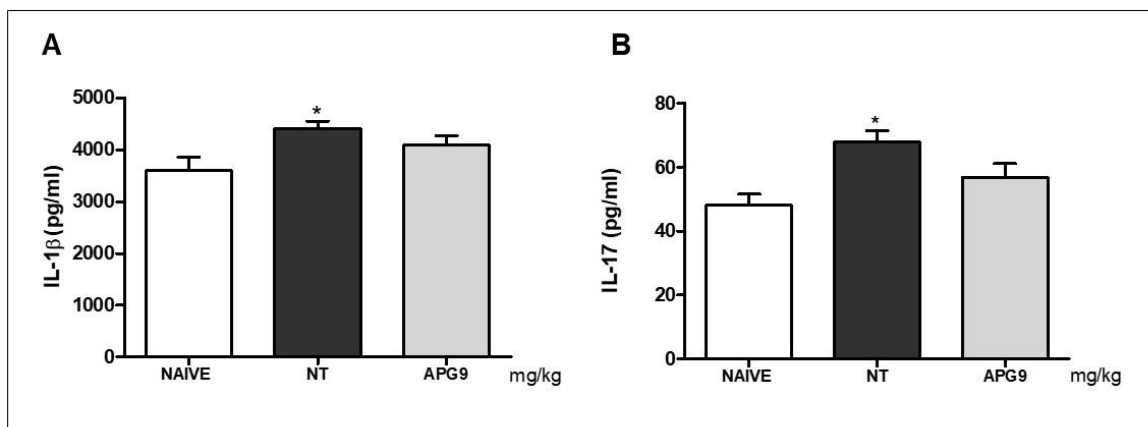 A
IL-1β (pg/ml)
5000
4000
3000
2000
1000
0
*
NAIVE NT APG9 mg/kg
B
IL-17 (pg/ml)
80
60
40
20
0
*
NAIVE NT APG9 mg/kg